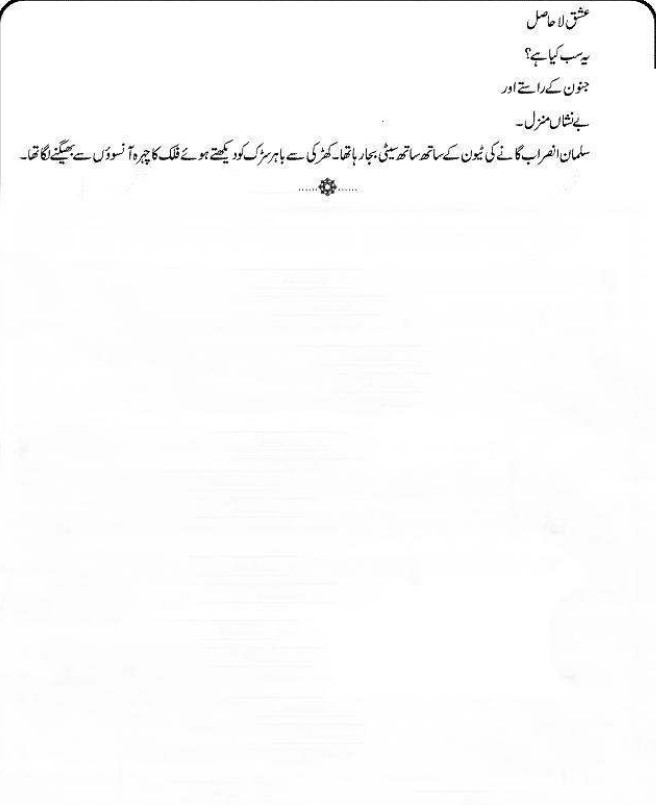 عشق لا حاصل
یہ سب کیا ہے؟
جنون کے راستے اور
بے نشاں منزل۔
سلمان انصراب گانے کی ٹیون کے ساتھ ساتھ سیٹی بجا رہا تھا۔ کھڑکی سے باہر سڑک کو دیکھتے ہوئے فلک کا چہرہ آنسوؤں سے بھیگنے لگا تھا۔